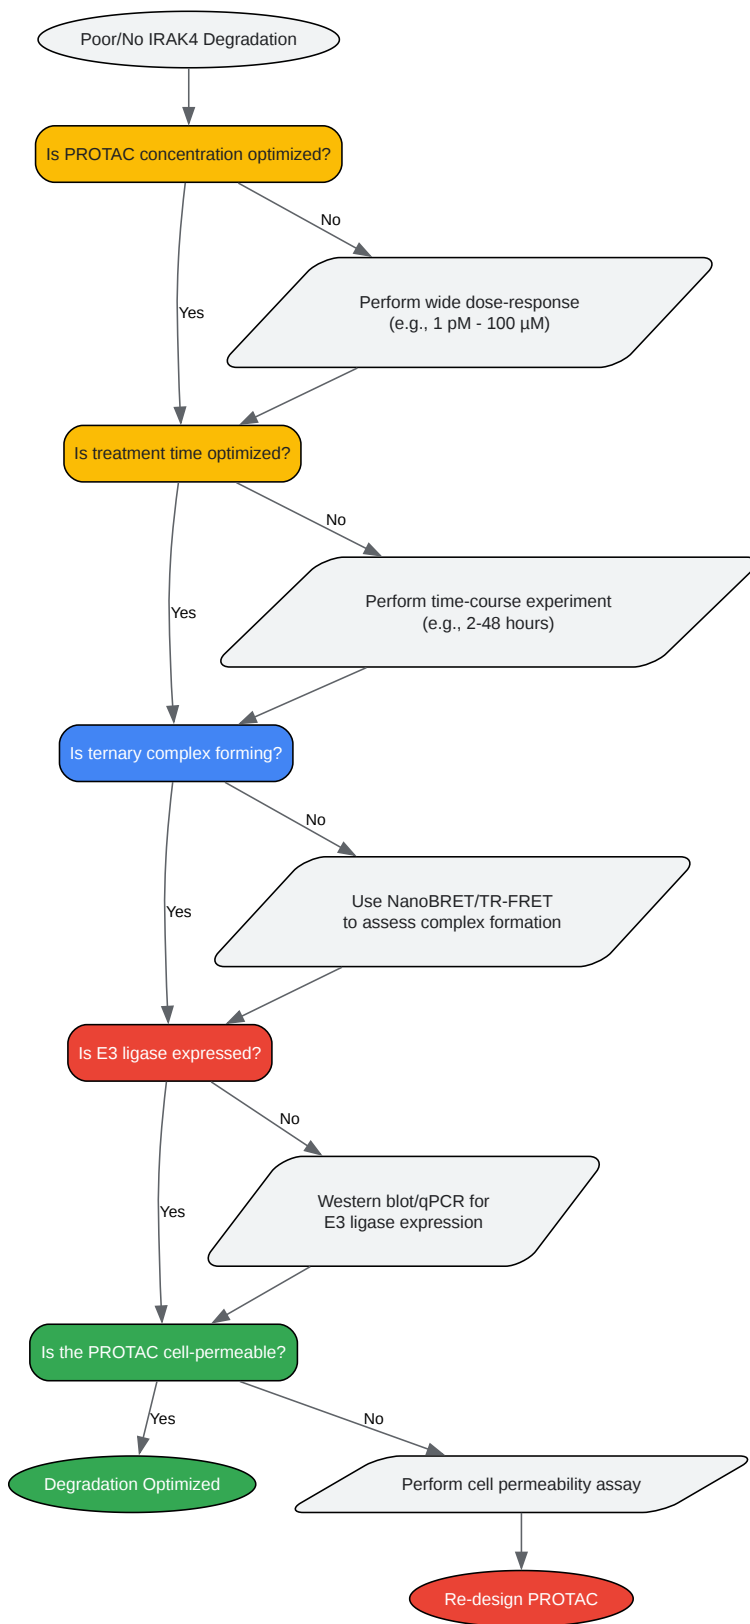 Poor/No IRAK4 Degradation
Is PROTAC concentration optimized?
No
Yes
Perform wide dose-response
(e.g., 1 pM - 100 µM)
Is treatment time optimized?
No
Yes
Perform time-course experiment
(e.g., 2-48 hours)
Is ternary complex forming?
No
Yes
Use NanoBRET/TR-FRET
to assess complex formation
Is E3 ligase expressed?
No
Yes
Western blot/qPCR for
E3 ligase expression
Is the PROTAC cell-permeable?
Yes
No
Degradation Optimized
Perform cell permeability assay
Re-design PROTAC